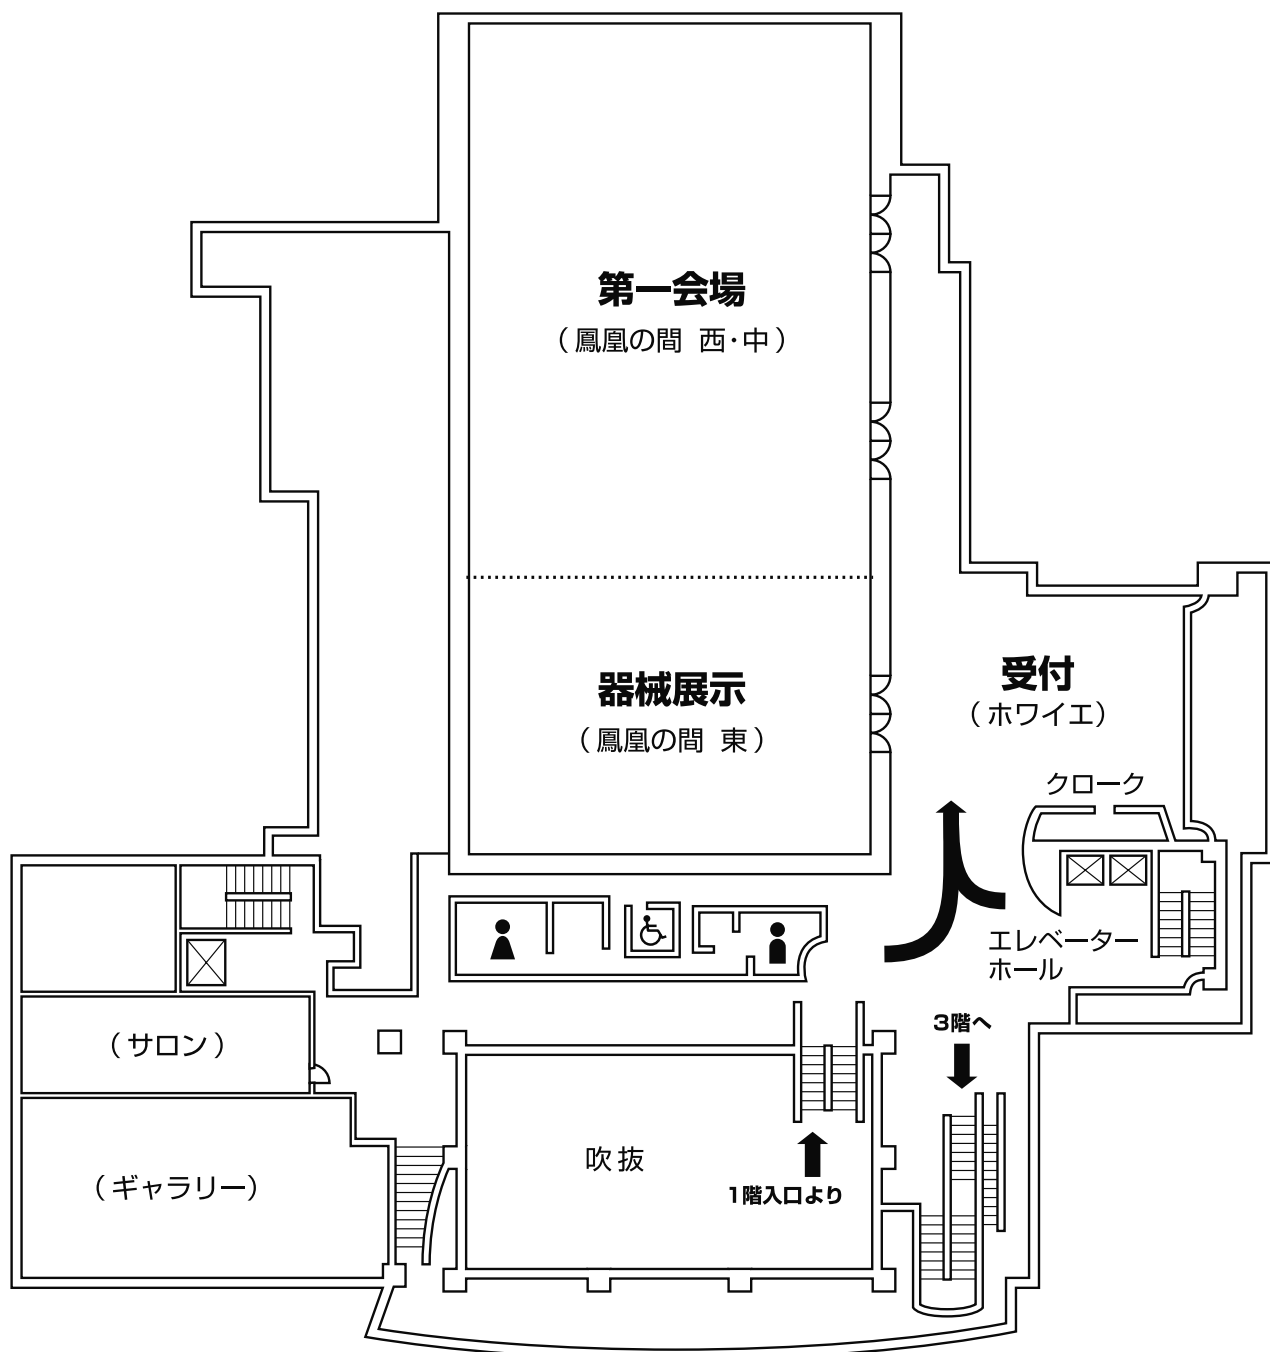 第一会場
（鳳凰の間 西・中）
器械展示
（鳳凰の間 東）
受付
（ホワイエ）
クローク
エレベーター
ホール
3階へ
（サロン）
吹抜
（ギャラリー）
1階入口より